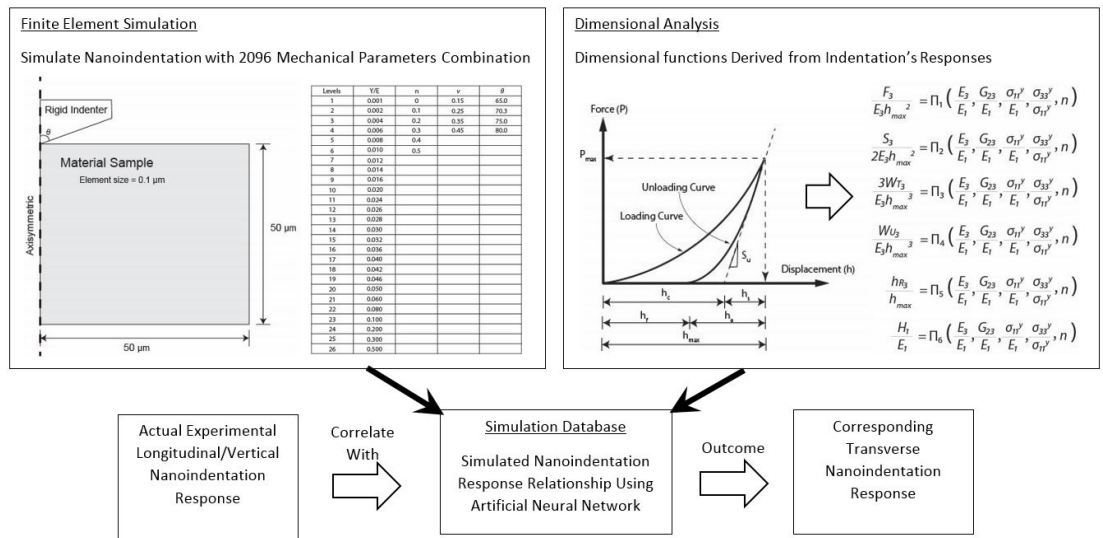 Finite Element Simulation
Simulate Nanoindentation with 2096 Mechanical Parameters Combination
Rigid Indenter
θ
Material Sample
Element size = 0.1 μm
Axisymmetric
50 μm
50 μm
Levels Y/E n ν θ
1 0.001 0 0.15 65.0
2 0.002 0.1 0.25 70.3
3 0.004 0.2 0.35 75.0
4 0.006 0.3 0.45 80.0
5 0.008 0.4
6 0.010 0.5
7 0.012
8 0.014
9 0.016
10 0.020
11 0.024
12 0.026
13 0.028
14 0.030
15 0.032
16 0.036
17 0.040
18 0.042
19 0.046
20 0.050
21 0.060
22 0.080
23 0.100
24 0.200
25 0.300
26 0.500
Dimensional Analysis
Dimensional functions Derived from Indentation's Responses
Force (P)
Pmax
Unloading Curve
Loading Curve
Su
Displacement (h)
hc hs
hr he
hmax
F3/E3hmax² = Π1 (E3/E1, G23/E1, σ11^y/E1, σ33^y/σ11^y, n)
S3/2E3hmax² = Π2 (E3/E1, G23/E1, σ11^y/E1, σ33^y/σ11^y, n)
3WT3/E3hmax³ = Π3 (E3/E1, G23/E1, σ11^y/E1, σ33^y/σ11^y, n)
WU3/E3hmax³ = Π4 (E3/E1, G23/E1, σ11^y/E1, σ33^y/σ11^y, n)
hR3/hmax = Π5 (E3/E1, G23/E1, σ11^y/E1, σ33^y/σ11^y, n)
H1/E1 = Π6 (E3/E1, G23/E1, σ11^y/E1, σ33^y/σ11^y, n)
Actual Experimental
Longitudinal/Vertical
Nanoindentation
Response
Correlate
With
Simulation Database
Simulated Nanoindentation
Response Relationship Using
Artificial Neural Network
Outcome
Corresponding
Transverse
Nanoindentation
Response